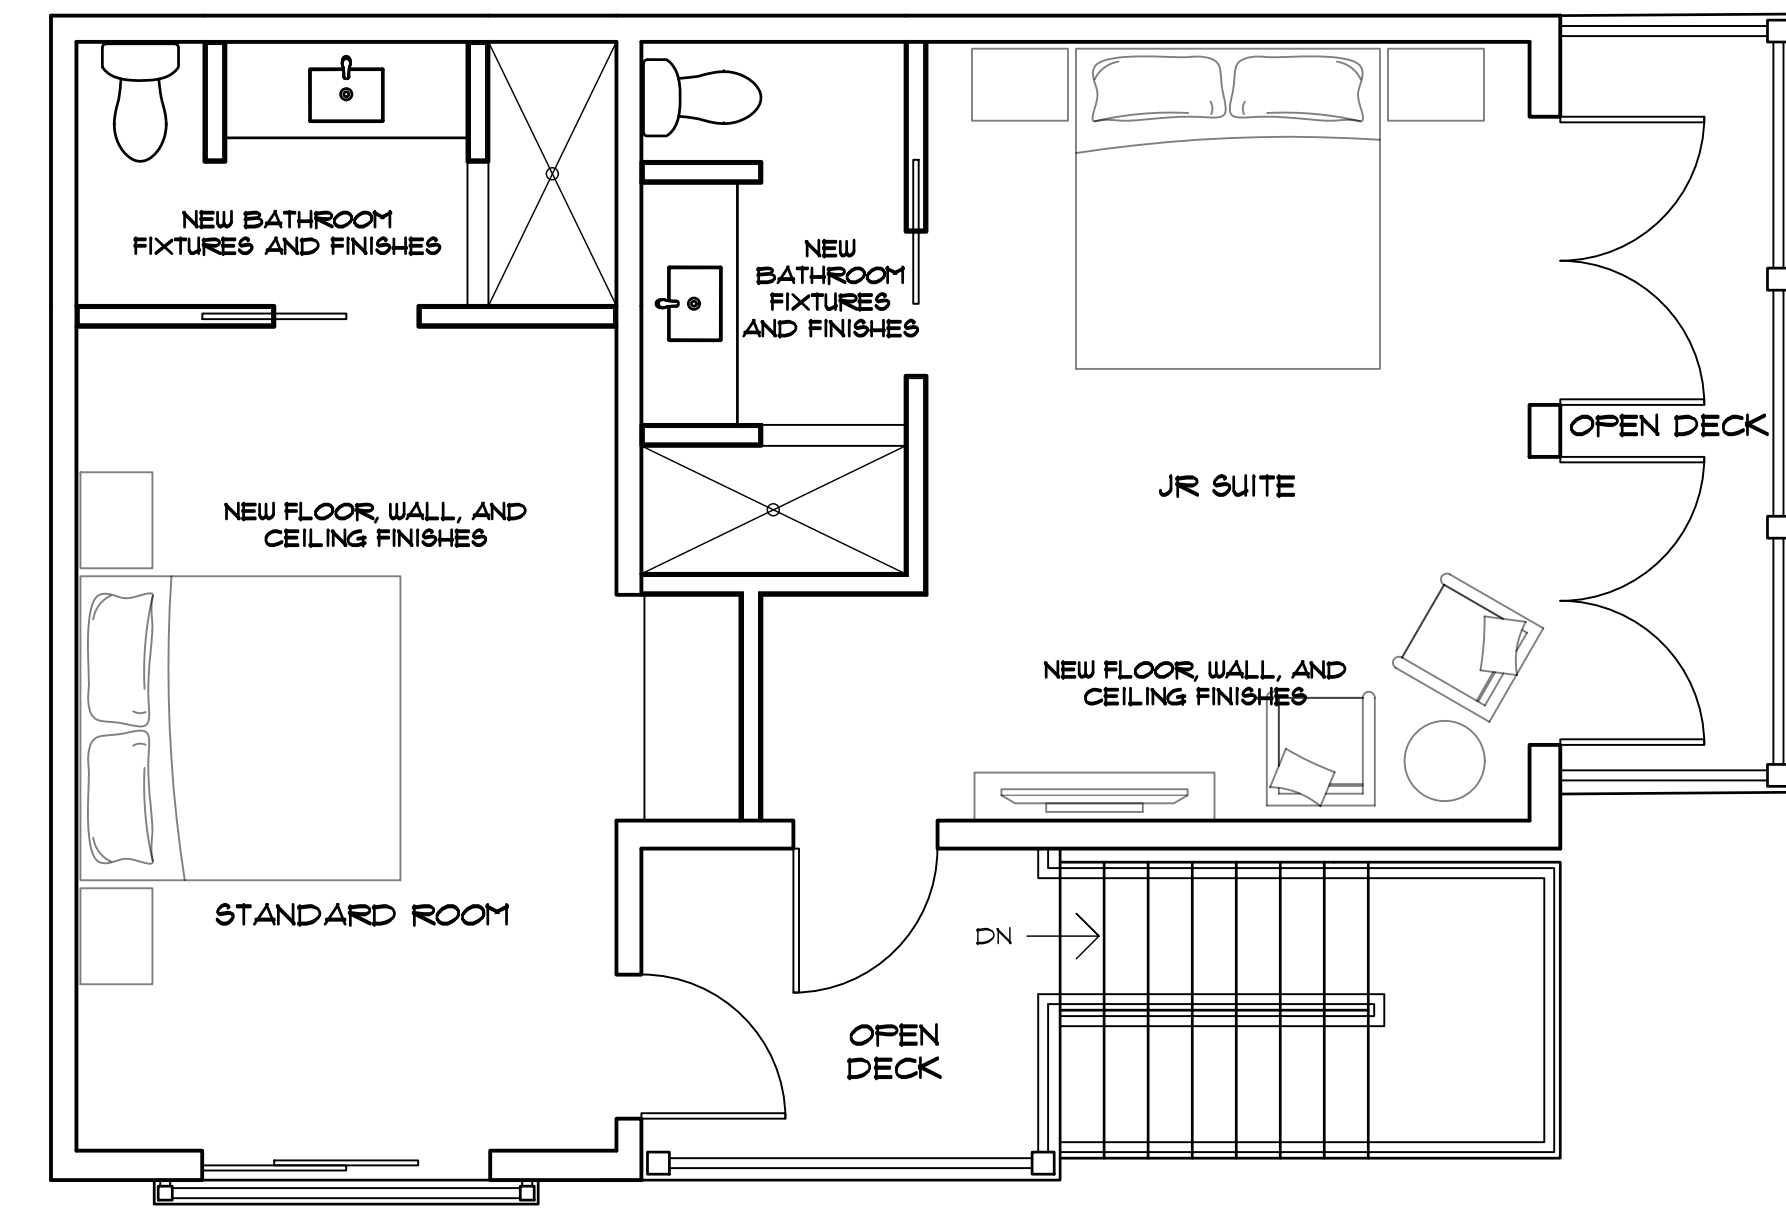 NEW BATHROOM
FIXTURES AND FINISHES
NEW
BATHROOM
FIXTURES
AND FINISHES
OPEN DECK
JR SUITE
NEW FLOOR, WALL, AND
CEILING FINISHES
NEW FLOOR, WALL, AND
CEILING FINISHES
STANDARD ROOM
DN
OPEN
DECK